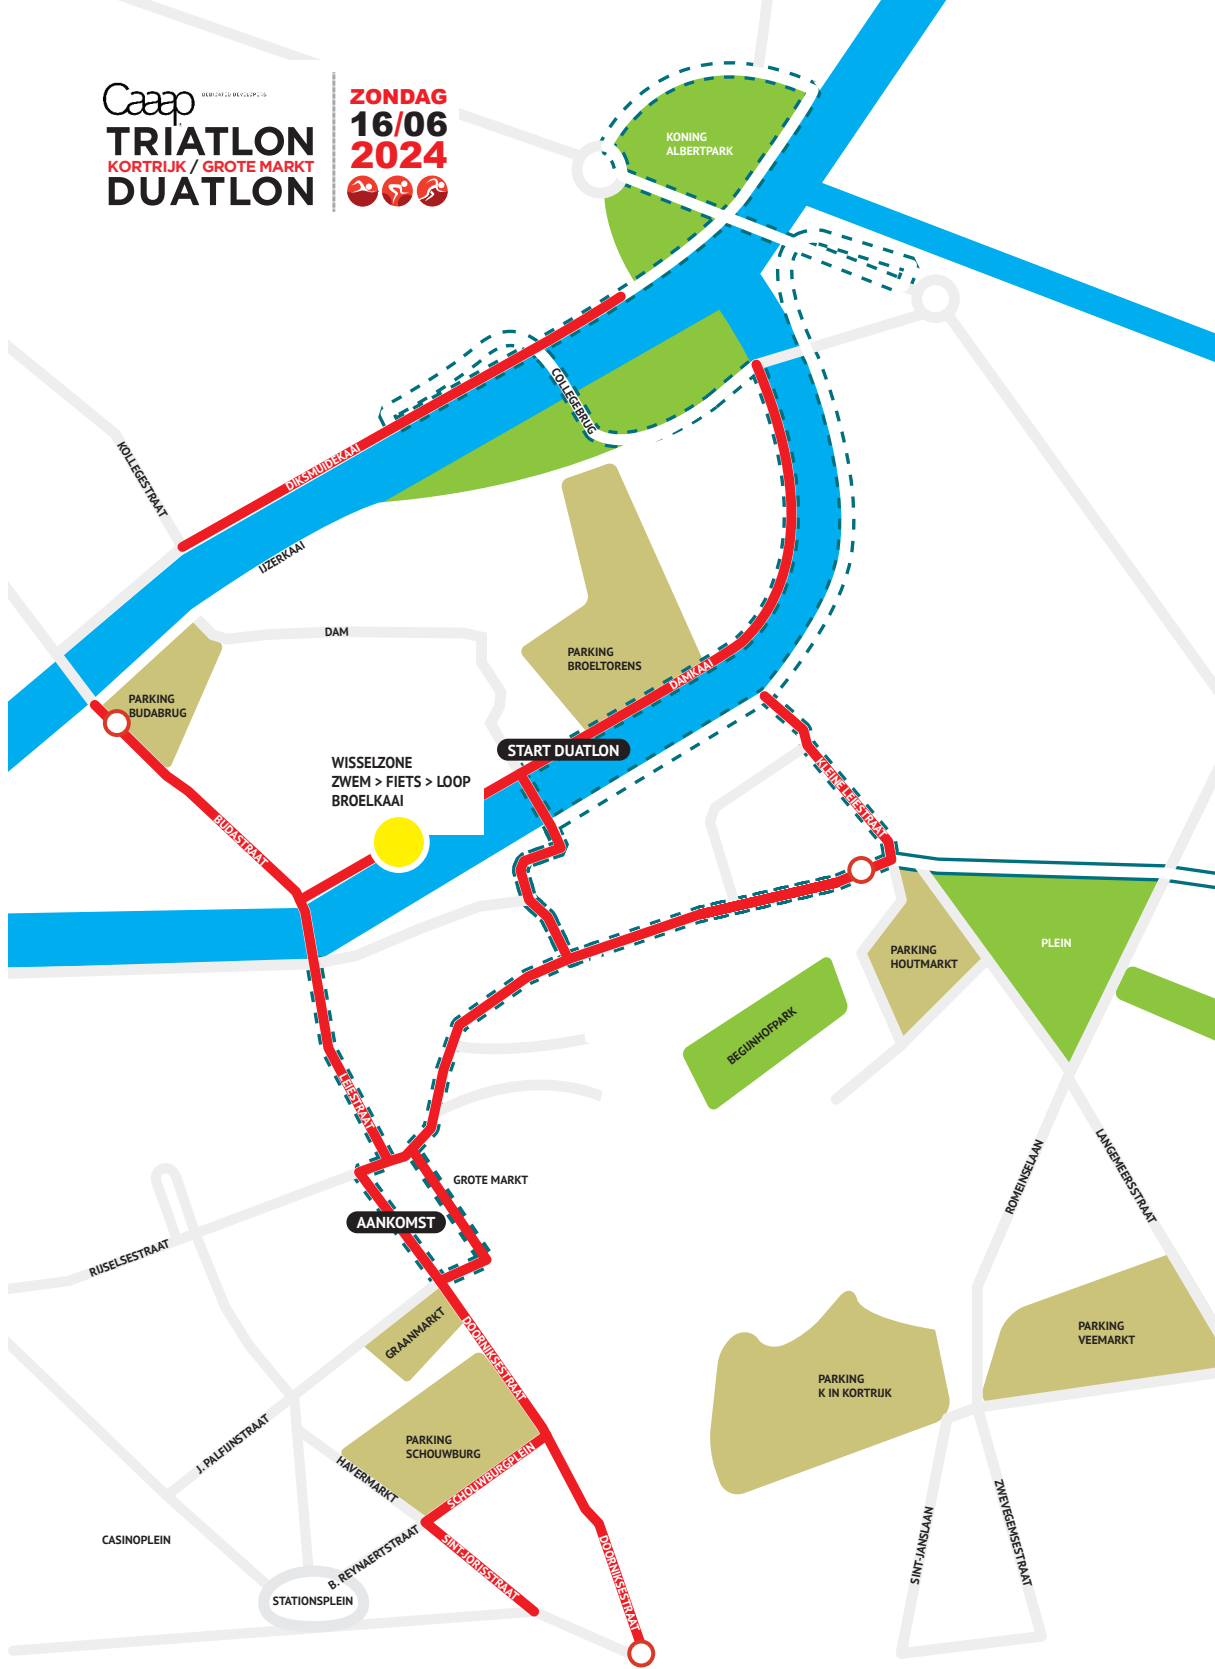 Caaap DEDICATED DEVELOPERS
TRIATLON
KORTRIJK / GROTE MARKT
DUATLON
ZONDAG
16/06
2024
KONING
ALBERTPARK
COLLEGEBRUG
KOLLEGESTRAAT
DIKSMUIDEKAAI
IJZERKAAI
DAM
PARKING
BROELTORENS
DAMKAAI
PARKING
BUDABRUG
START DUATLON
WISSELZONE
ZWEM > FIETS > LOOP
BROELKAAI
KLEINE LEIESTRAAT
BUDASTRAAT
PARKING
HOUTMARKT
PLEIN
BEGIJNHOFPARK
LEIESTRAAT
GROTE MARKT
AANKOMST
RIJSELSESTRAAT
ROMEINSELAAN
LANGEMEERSSTRAAT
GRAANMARKT
DOORNIKSESTRAAT
PARKING
VEEMARKT
PARKING
K IN KORTRIJK
J. PALFIJNSTRAAT
PARKING
SCHOUWBURG
HAVERMARKT
SCHOUWBURGPLEIN
CASINOPLEIN
B. REYNAERTSTRAAT
SINT-JORISSTRAAT
STATIONSPLEIN
DOORNIKSESTRAAT
SINT-JANSLAAN
ZWEVEGEMSESTRAAT